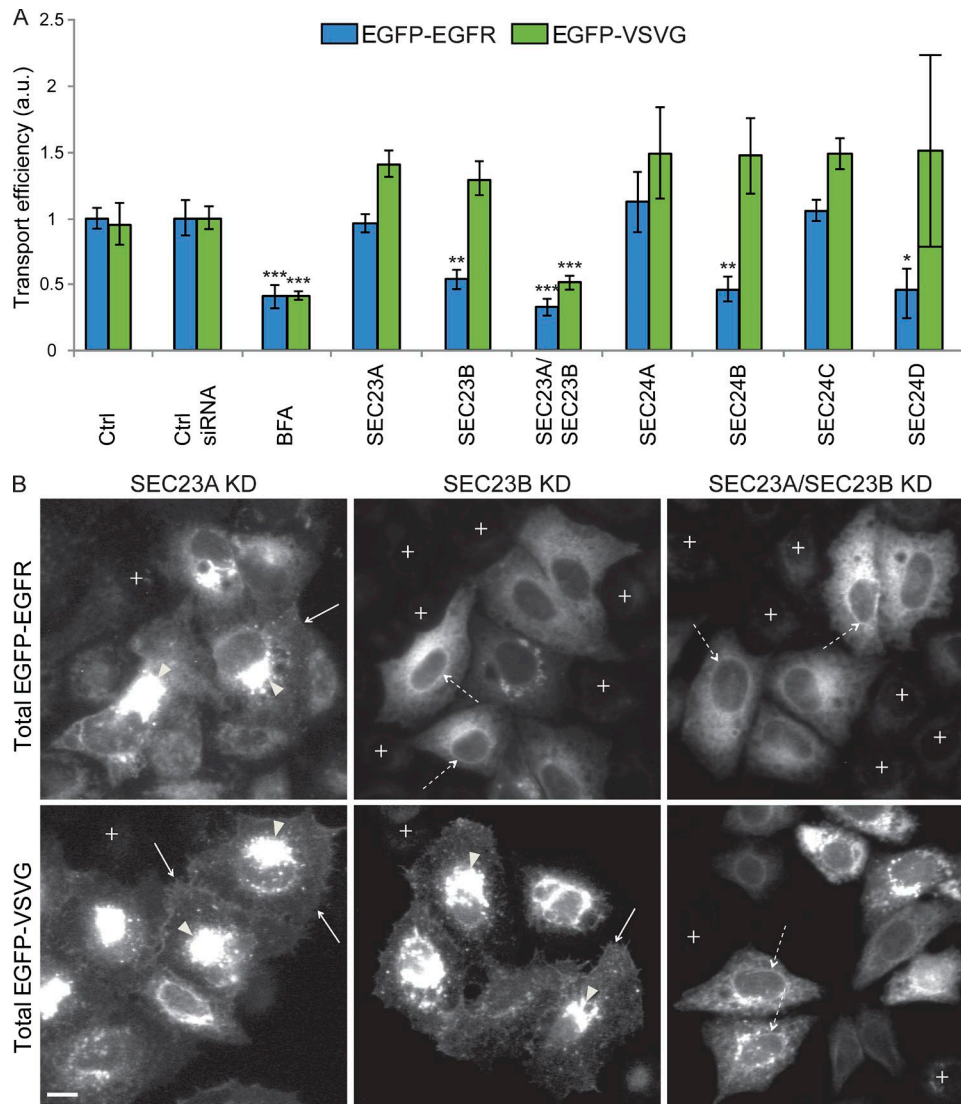 A
EGFP-EGFR
EGFP-VSVG
Transport efficiency (a.u.)
2.5
2
1.5
1
0.5
0
***
***
**
***
***
**
*
Ctrl
Ctrl
siRNA
BFA
SEC23A
SEC23B
SEC23A/
SEC23B
SEC24A
SEC24B
SEC24C
SEC24D
B
SEC23A KD
SEC23B KD
SEC23A/SEC23B KD
Total EGFP-EGFR
+
+
+
+
+
+
+
+
+
+
+
+
+
Total EGFP-VSVG
+
+
+
+